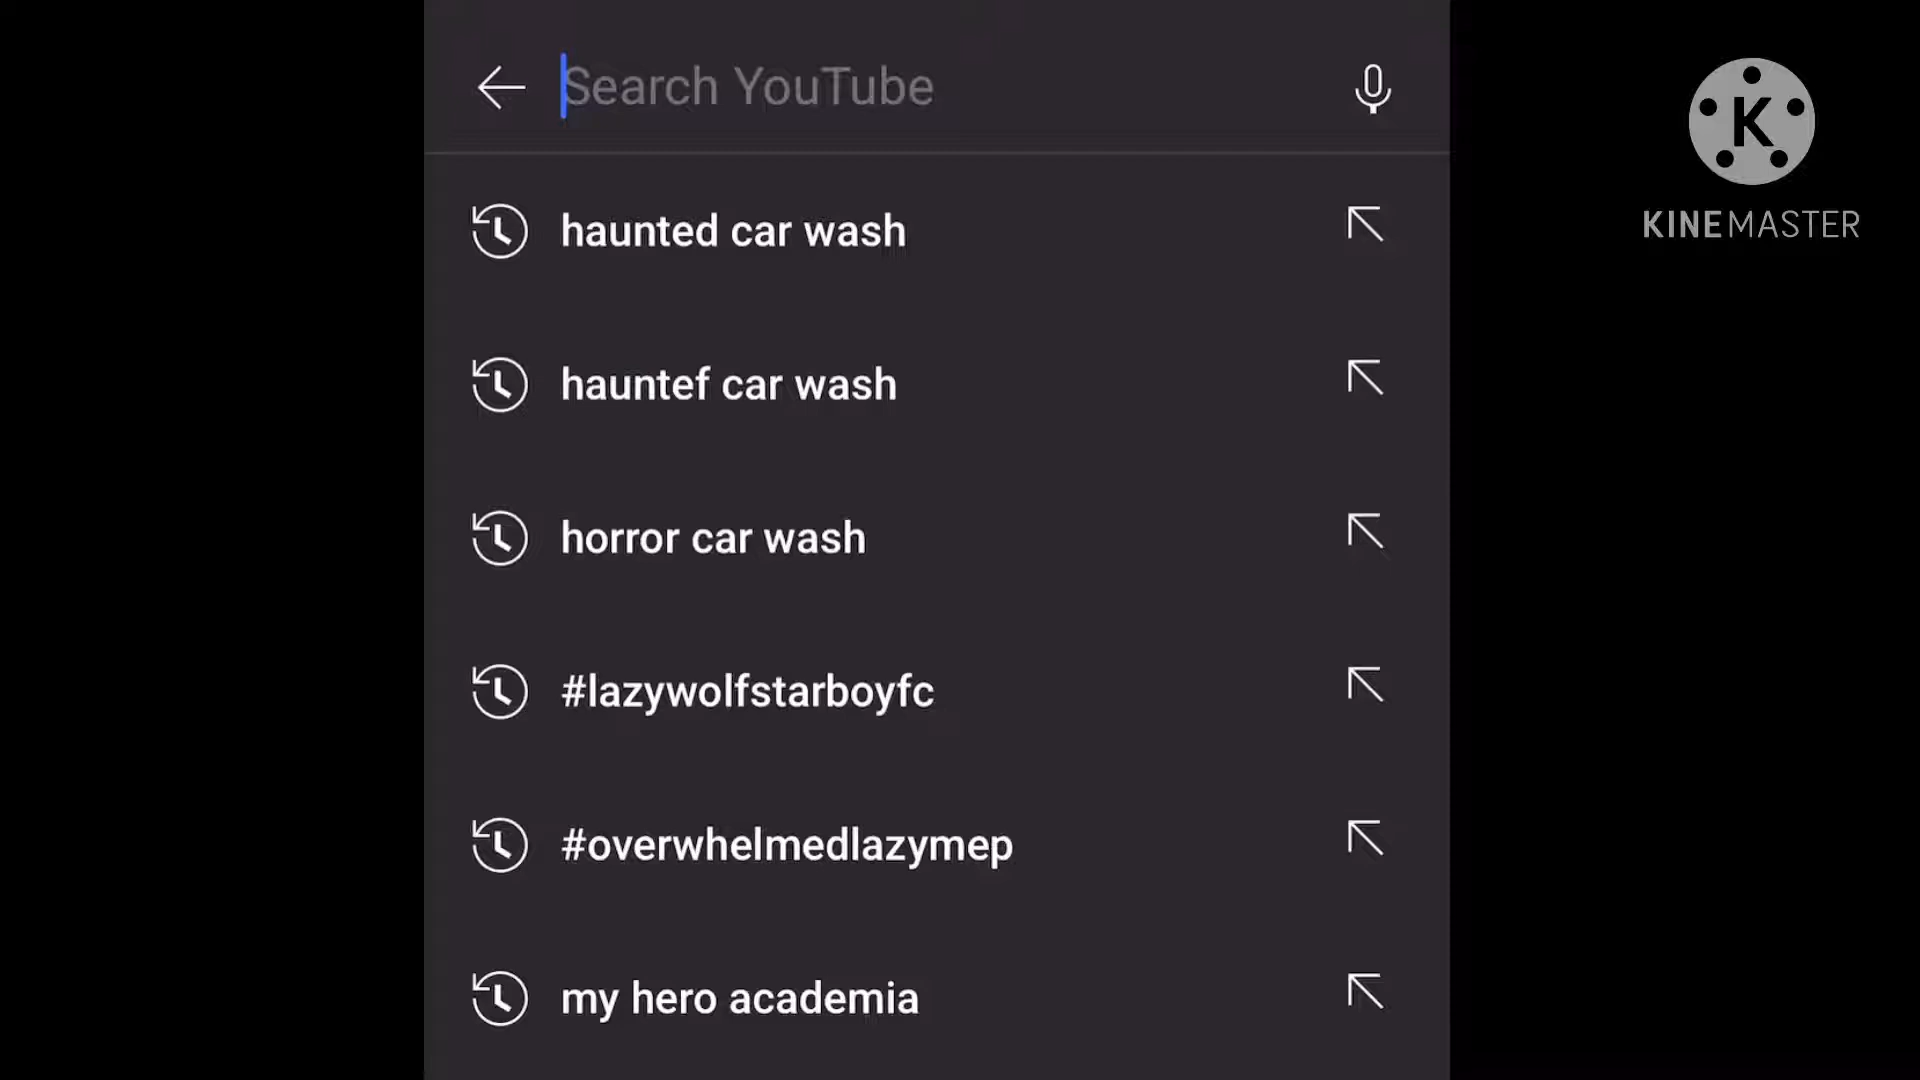 Search YouTube
K
KINEMASTER
haunted car wash
hauntef car wash
horror car wash
#lazywolfstarboyfc
#overwhelmedlazymep
my hero academia